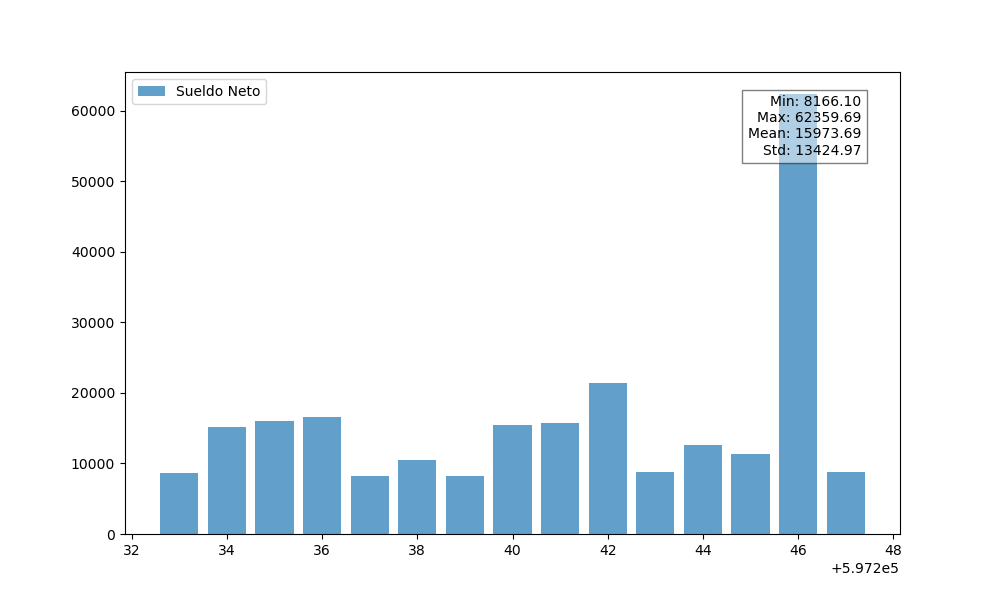 Sueldo Neto
Min: 8166.10
Max: 62359.69
Mean: 15973.69
Std: 13424.97
60000
50000
40000
30000
20000
10000
0
32 34 36 38 40 42 44 46 48
+5.972e5